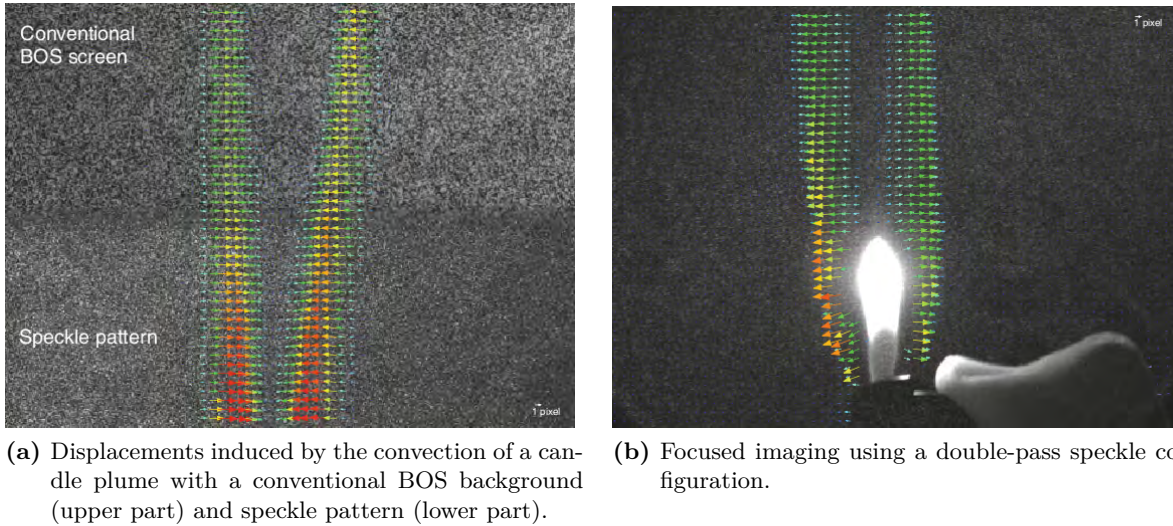 Conventional
BOS screen
Speckle pattern
1 pixel
1 pixel
(a) Displacements induced by the convection of a can-
dle plume with a conventional BOS background
(upper part) and speckle pattern (lower part).
(b) Focused imaging using a double-pass speckle co
figuration.